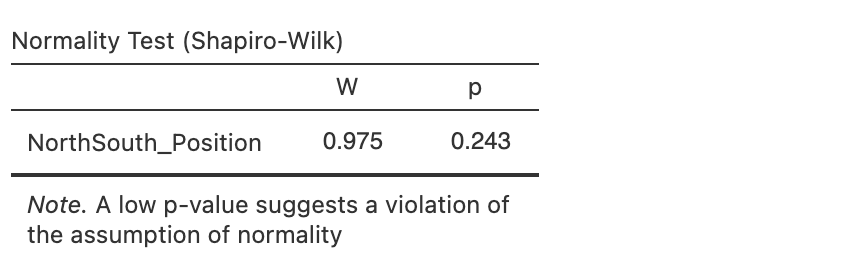 Normality Test (Shapiro-Wilk)
W p
NorthSouth_Position 0.975 0.243
Note. A low p-value suggests a violation of
the assumption of normality